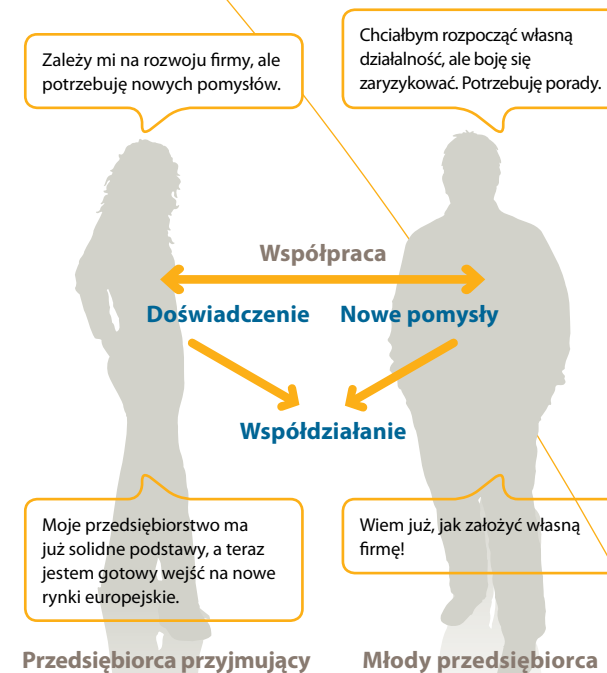 Zależy mi na rozwoju firmy, ale
potrzebuję nowych pomysłów.
Chciałbym rozpocząć własną
działalność, ale boję się
zaryzykować. Potrzebuję porady.
Współpraca
Doświadczenie
Nowe pomysły
Współdziałanie
Moje przedsiębiorstwo ma
już solidne podstawy, a teraz
jestem gotowy wejść na nowe
rynki europejskie.
Wiem już, jak założyć własną
firmę!
Przedsiębiorca przyjmujący
Młody przedsiębiorca